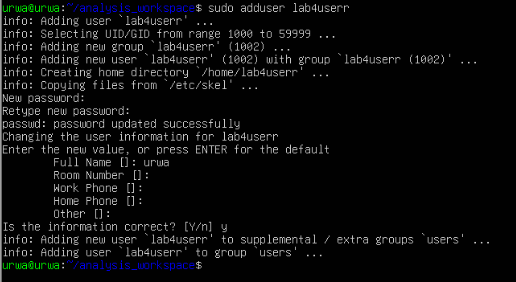 urwa@urwa:~/analysis_workspace$ sudo adduser lab4userr
info: Adding user `lab4userr' ...
info: Selecting UID/GID from range 1000 to 59999 ...
info: Adding new group `lab4userr' (1002) ...
info: Adding new user `lab4userr' (1002) with group `lab4userr (1002)' ...
info: Creating home directory `/home/lab4userr' ...
info: Copying files from `/etc/skel' ...
New password:
Retype new password:
passwd: password updated successfully
Changing the user information for lab4userr
Enter the new value, or press ENTER for the default
        Full Name []: urwa
        Room Number []:
        Work Phone []:
        Home Phone []:
        Other []:
Is the information correct? [Y/n] y
info: Adding new user `lab4userr' to supplemental / extra groups `users' ...
info: Adding user `lab4userr' to group `users' ...
urwa@urwa:~/analysis_workspace$